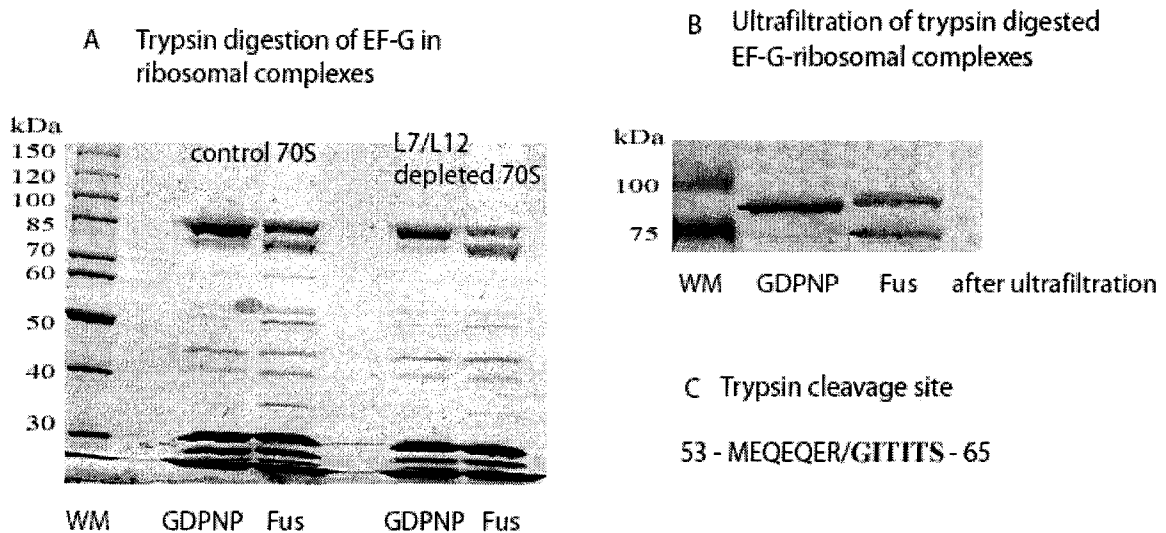 A Trypsin digestion of EF-G in
ribosomal complexes
kDa
150
120
100
85
70
60
50
40
30
control 70S
L7/L12
depleted 70S
WM GDPNP Fus GDPNP Fus
B Ultrafiltration of trypsin digested
EF-G-ribosomal complexes
kDa
100
75
WM GDPNP Fus after ultrafiltration
C Trypsin cleavage site
53 - MEQEQER/GITITS - 65